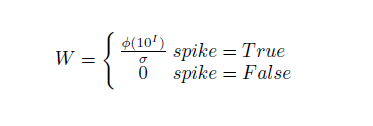 W = { ϕ(10^I)/σ spike = True
0 spike = False